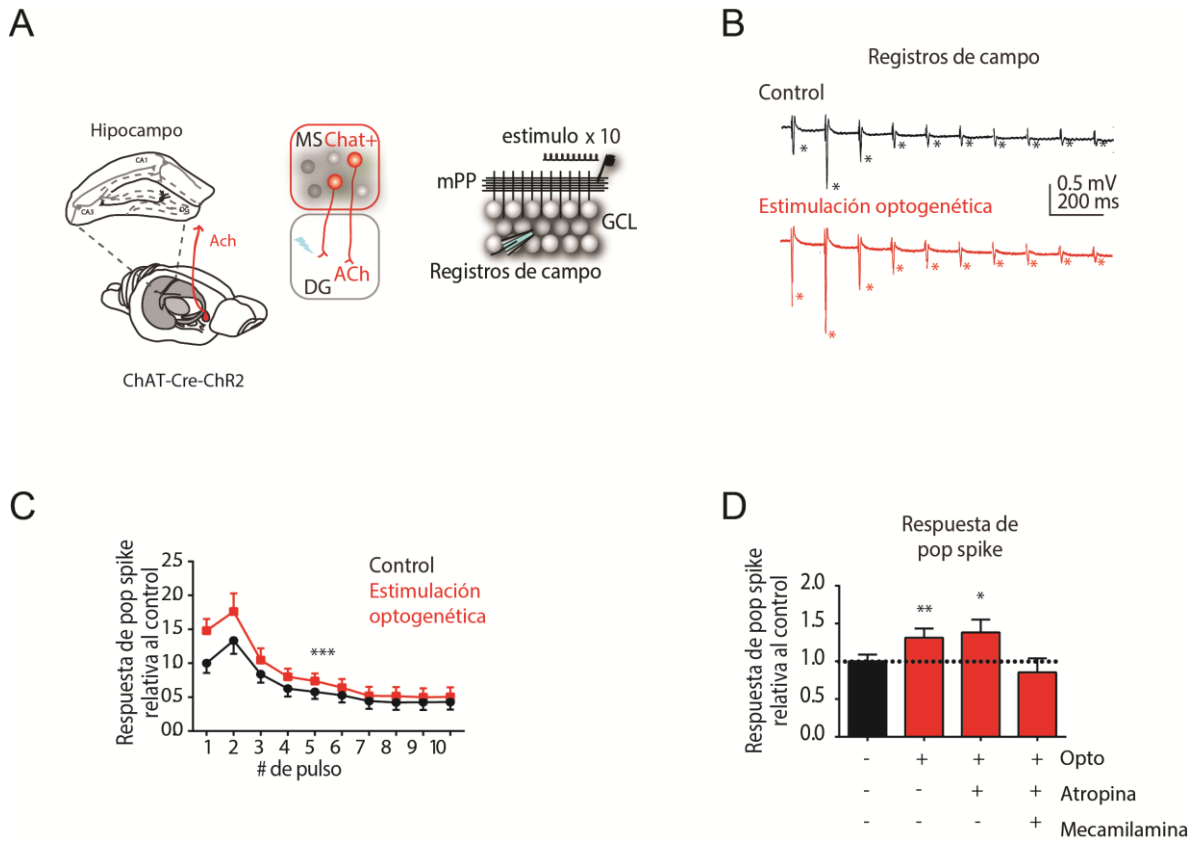 A
Hipocampo
CA1
CA3
DG
Ach
ChAT-Cre-ChR2
MS Chat+
DG
ACh
estimulo x 10
mPP
GCL
Registros de campo
B
Registros de campo
Control
*
*
*
*
*
*
*
*
*
*
0.5 mV
200 ms
Estimulación optogenética
*
*
*
*
*
*
*
*
*
*
C
Respuesta de pop spike
relativa al control
25
20
15
10
05
00
Control
Estimulación
optogenética
***
1 2 3 4 5 6 7 8 9 10
# de pulso
D
Respuesta de
pop spike
Respuesta de pop spike
relativa al control
2.0
1.5
1.0
0.5
0.0
**
*
- + + + Opto
- - + + Atropina
- - - + Mecamilamina